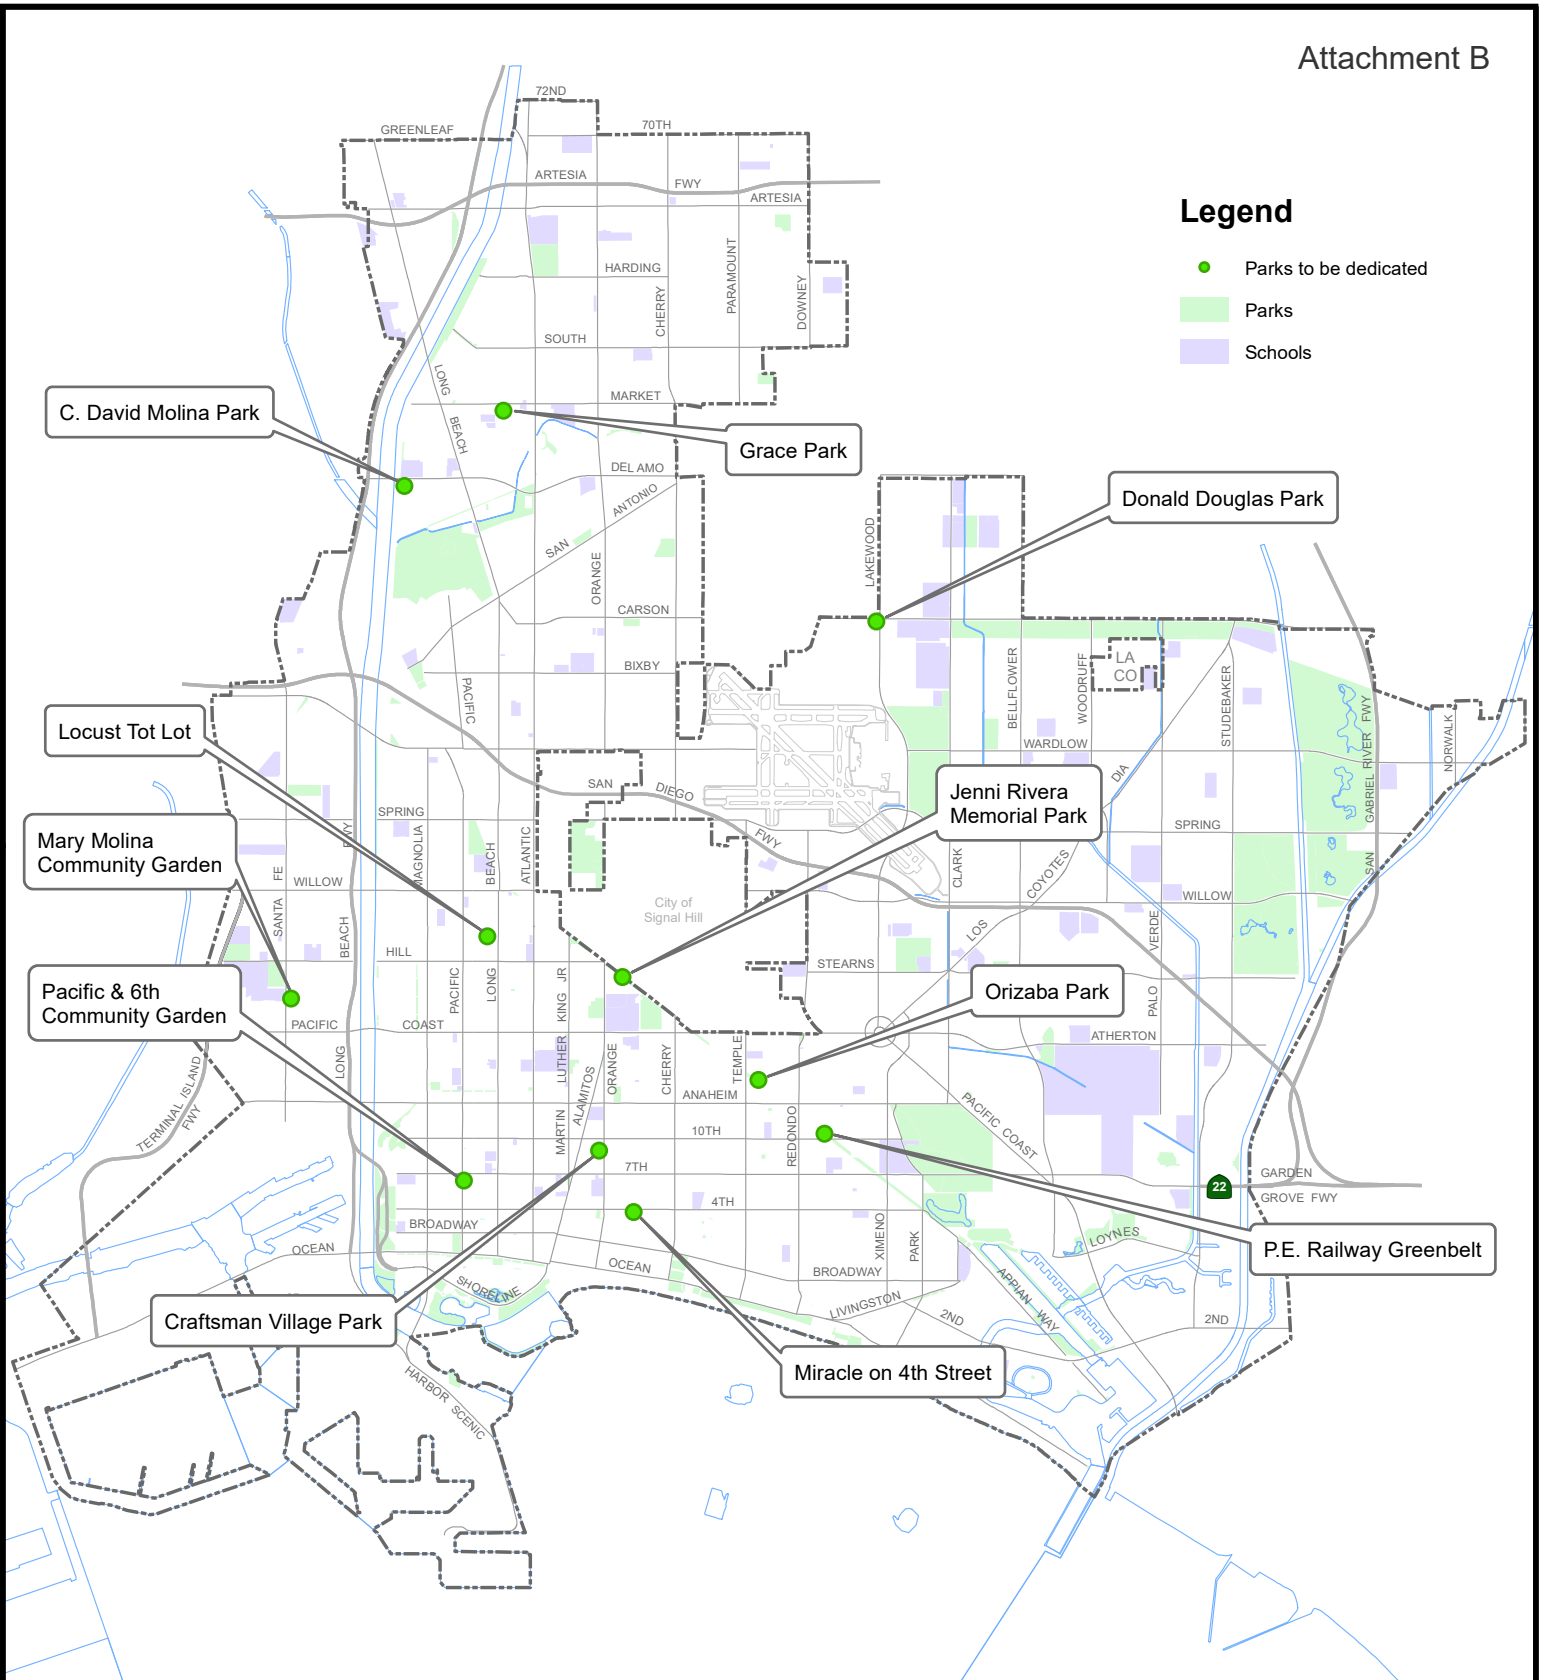 Attachment B
72ND
GREENLEAF
70TH
ARTESIA
FWY
ARTESIA
Legend
Parks to be dedicated
Parks
Schools
HARDING
PARAMOUNT
CHERRY
DOWNEY
SOUTH
LONG
BEACH
MARKET
C. David Molina Park
Grace Park
DEL AMO
SAN
ANTONIO
ORANGE
Donald Douglas Park
LAKEWOOD
CARSON
BIXBY
PACIFIC
BELLFLOWER
WOODRUFF
LA
CO
STUDEBAKER
GABRIEL RIVER FWY
SAN
NORWALK
WARDLOW
Locust Tot Lot
SAN
DIEGO
FWY
DIA
Jenni Rivera
Memorial Park
SPRING
SPRING
Mary Molina
Community Garden
FWY
MAGNOLIA
BEACH
ATLANTIC
CLARK
COYOTES
LOS
SANTA FE
WILLOW
WILLOW
City of
Signal Hill
BEACH
VERDE
HILL
STEARNS
Pacific & 6th
Community Garden
Orizaba Park
PACIFIC
LONG
KING JR
PALO
PACIFIC
COAST
ATHERTON
LONG
LUTHER
ORANGE
CHERRY
TEMPLE
TERMINAL ISLAND
FWY
ALAMITOS
MARTIN
ANAHEIM
PACIFIC COAST
10TH
REDONDO
7TH
GARDEN
22
GROVE FWY
4TH
BROADWAY
XIMENO
PARK
LOYNES
P.E. Railway Greenbelt
OCEAN
OCEAN
BROADWAY
SHORELINE
APPIAN WAY
LIVINGSTON
2ND
2ND
Craftsman Village Park
Miracle on 4th Street
HARBOR SCENIC